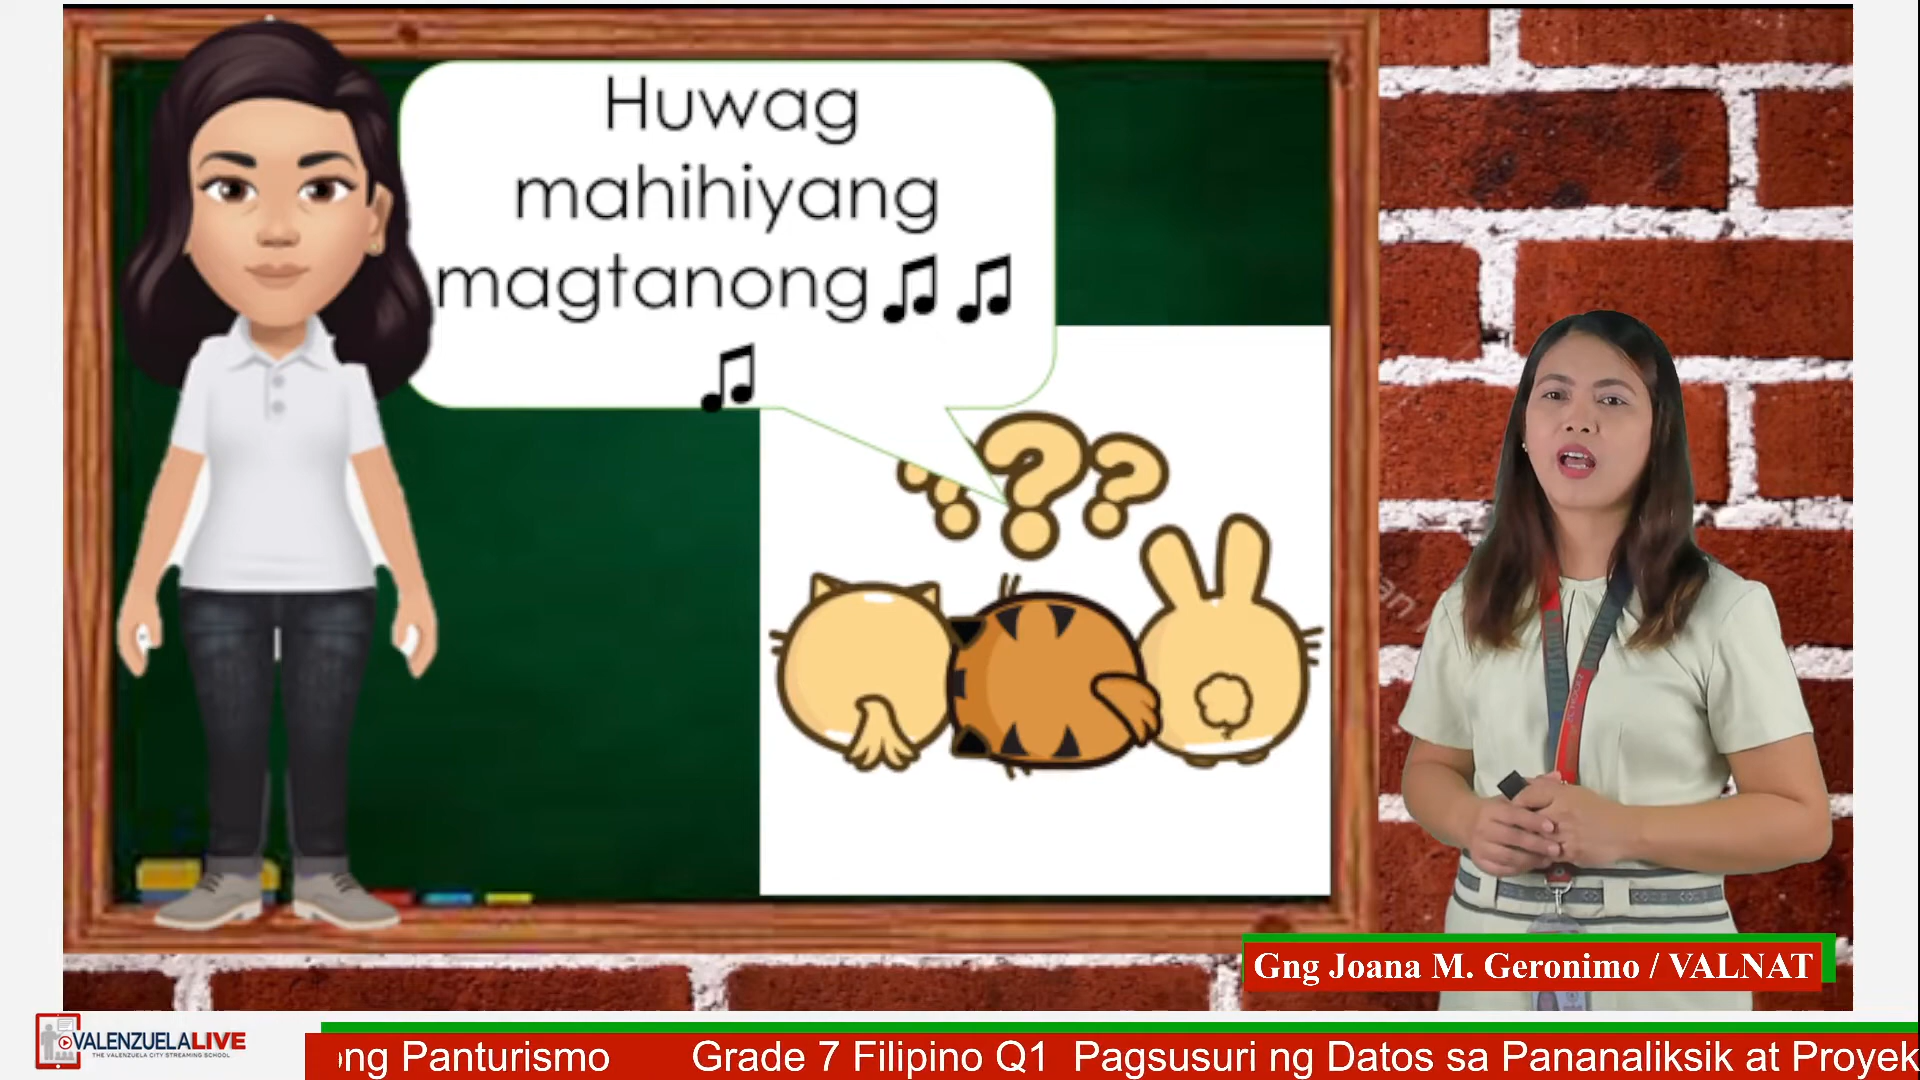 Huwag
mahihiyang
magtanong
Gng Joana M. Geronimo / VALNAT
VALENZUELALIVE
THE VALENZUELA CITY STREAMING SCHOOL
ong Panturismo Grade 7 Filipino Q1 Pagsusuri ng Datos sa Pananaliksik at Proyek